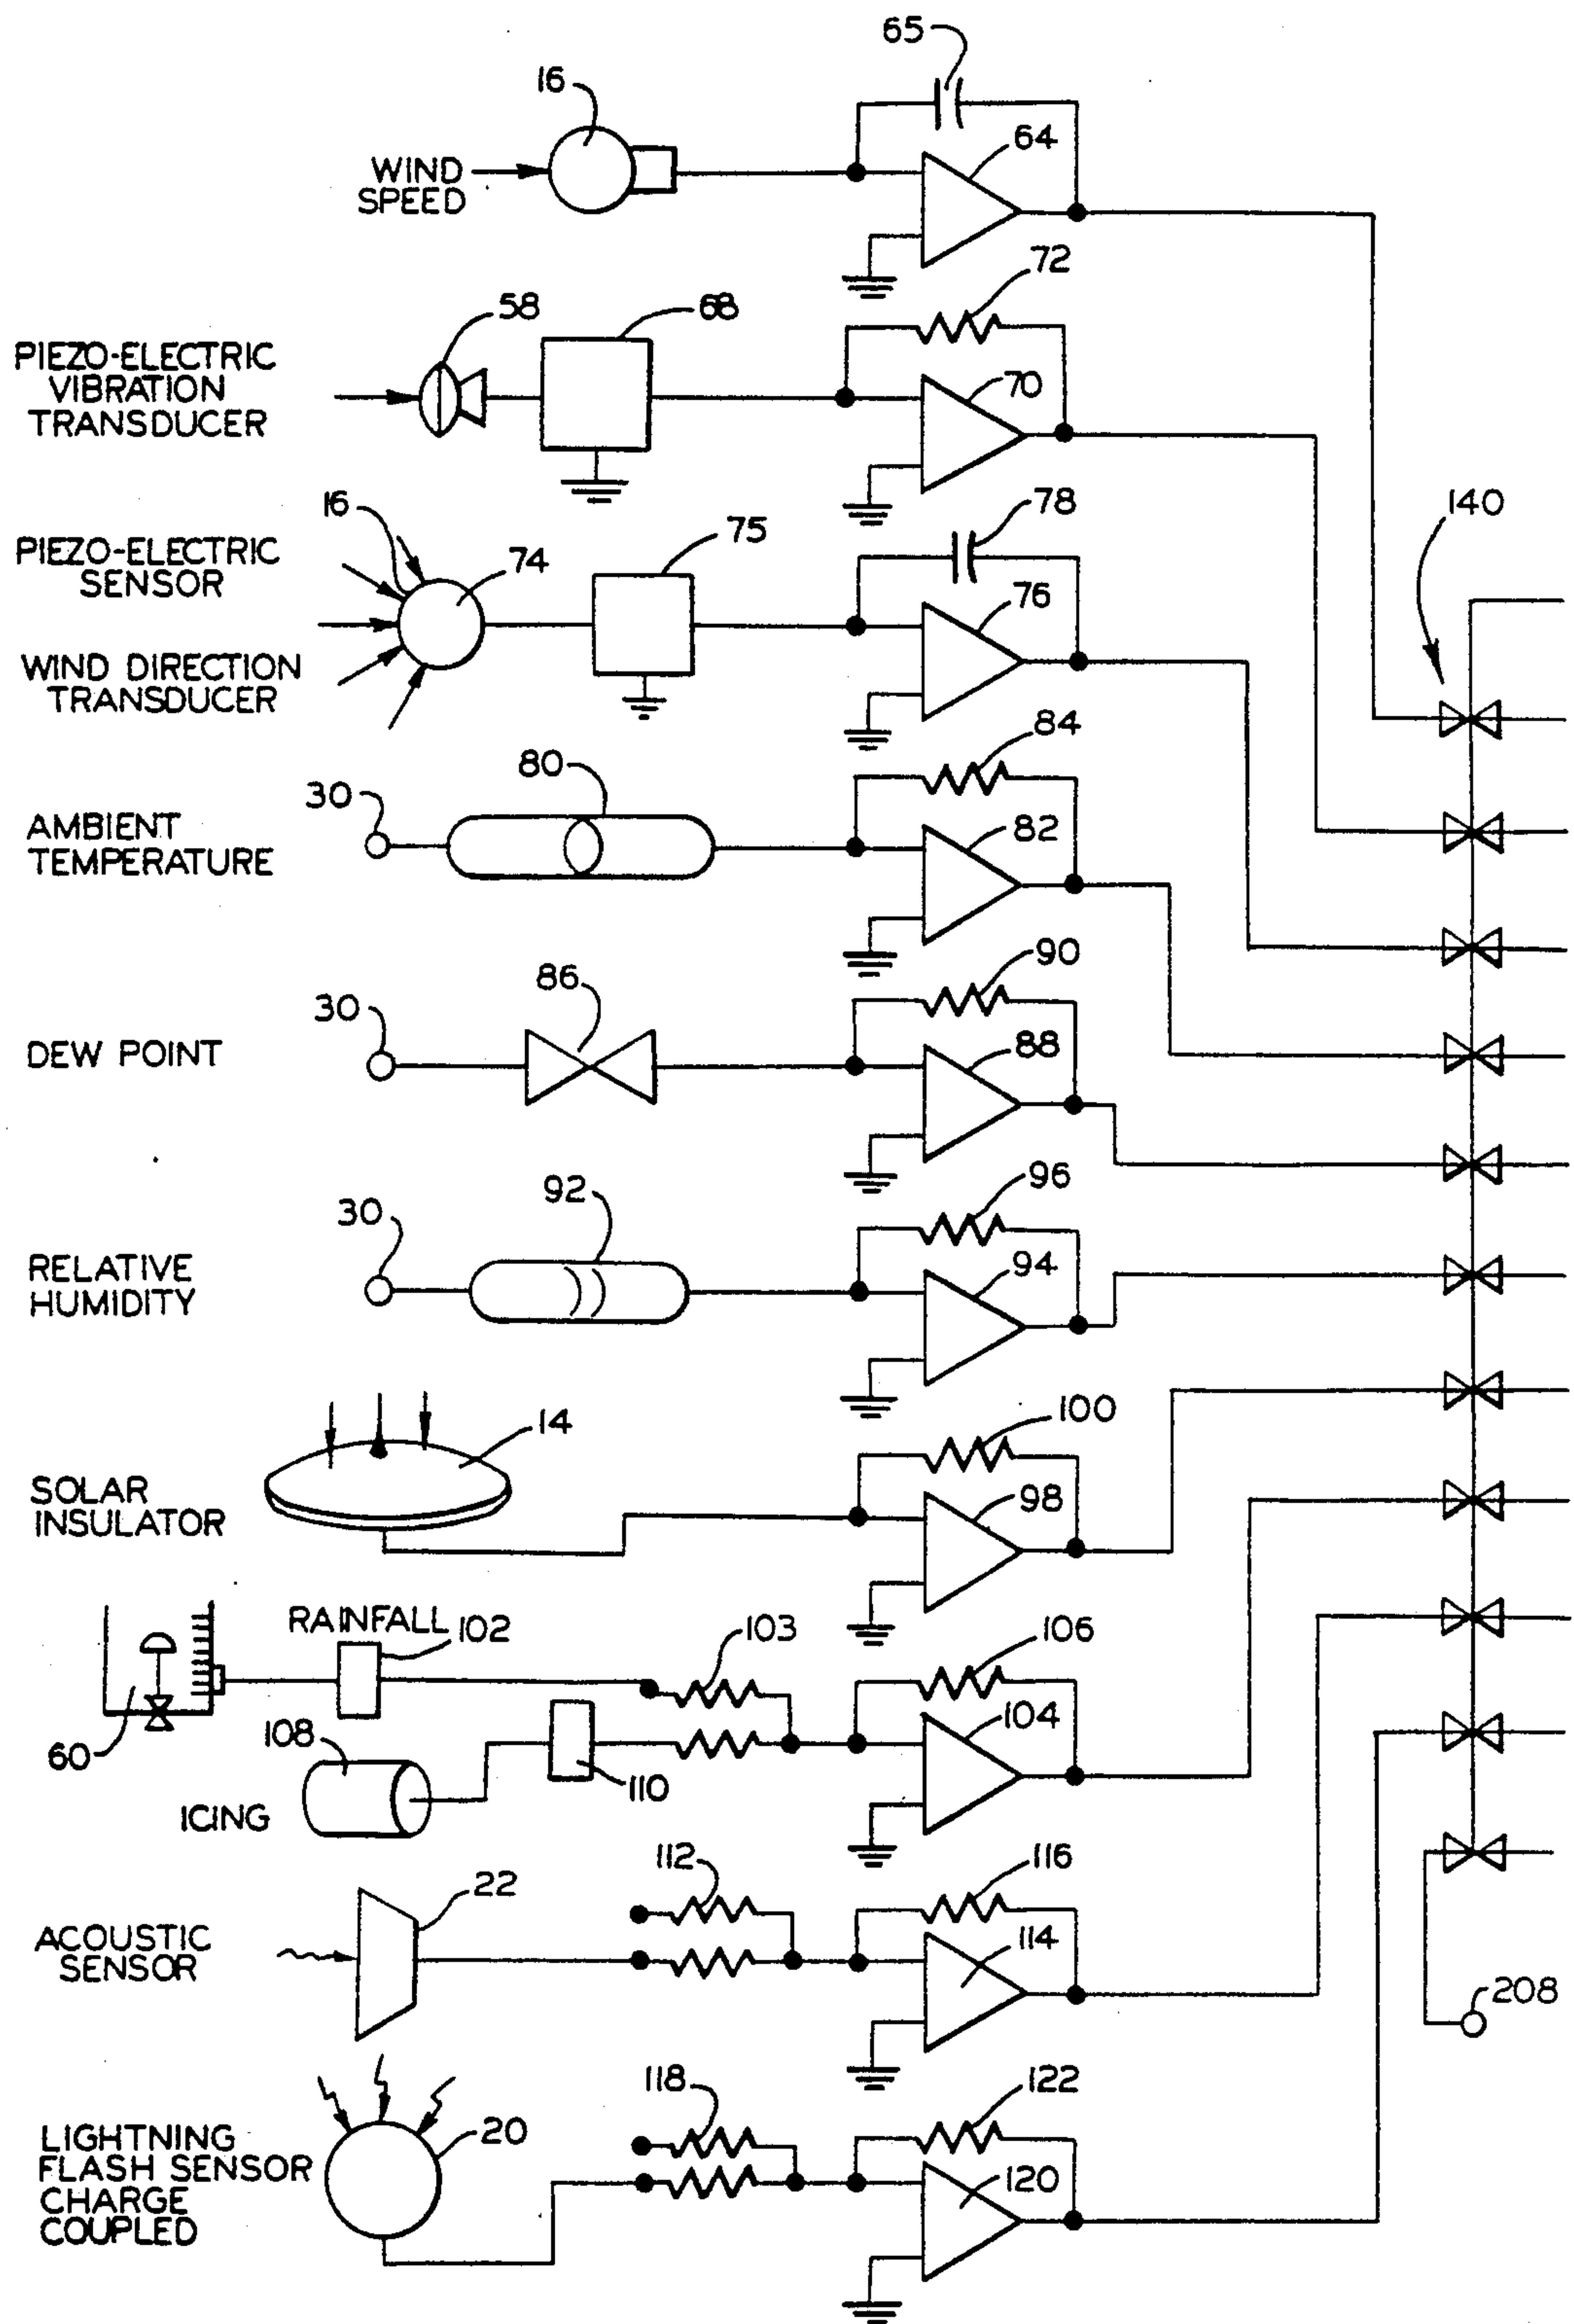 65
16
64
WIND
SPEED
72
58
68
PIEZO-ELECTRIC
VIBRATION
TRANSDUCER
70
16
78
140
75
PIEZO-ELECTRIC
SENSOR
74
76
WIND DIRECTION
TRANSDUCER
84
80
30
AMBIENT
TEMPERATURE
82
90
86
30
DEW POINT
88
96
92
30
RELATIVE
HUMIDITY
94
100
14
SOLAR
INSULATOR
98
RAINFALL
102
103
106
104
108
60
110
ICING
112
116
22
ACOUSTIC
SENSOR
114
208
118
122
20
LIGHTNING
FLASH SENSOR
CHARGE
COUPLED
120